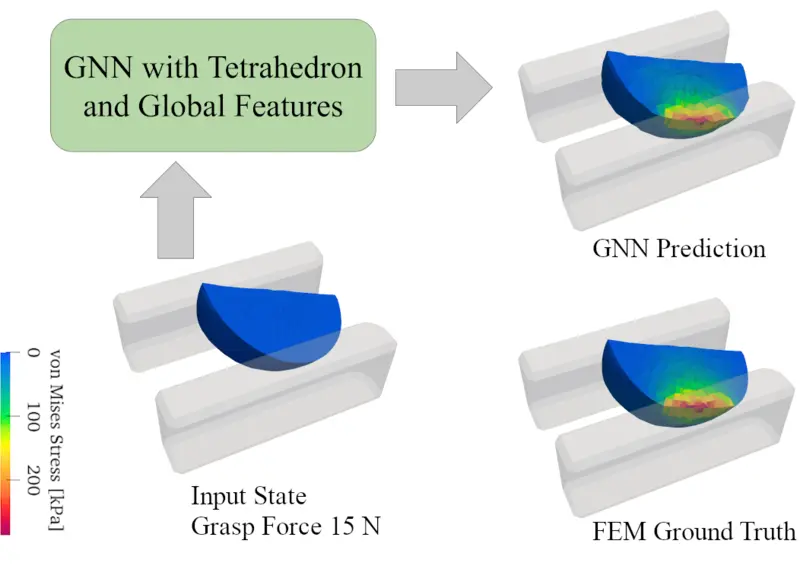 GNN with Tetrahedron
and Global Features
GNN Prediction
0
100
200
von Mises Stress [kPa]
Input State
Grasp Force 15 N
FEM Ground Truth